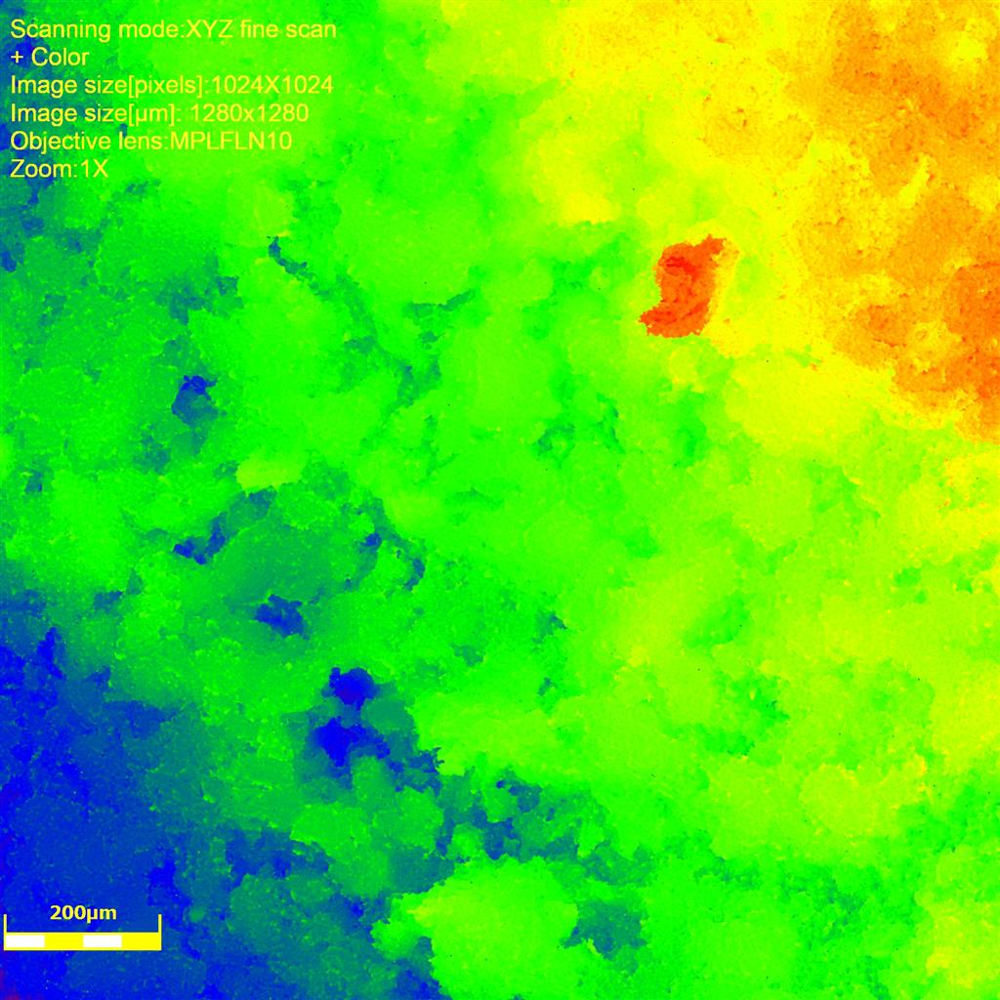 Scanning mode:XYZ fine scan
+ Color
Image size[pixels]:1024X1024
Image size[μm]: 1280x1280
Objective lens:MPLFLN10
Zoom:1X
200μm